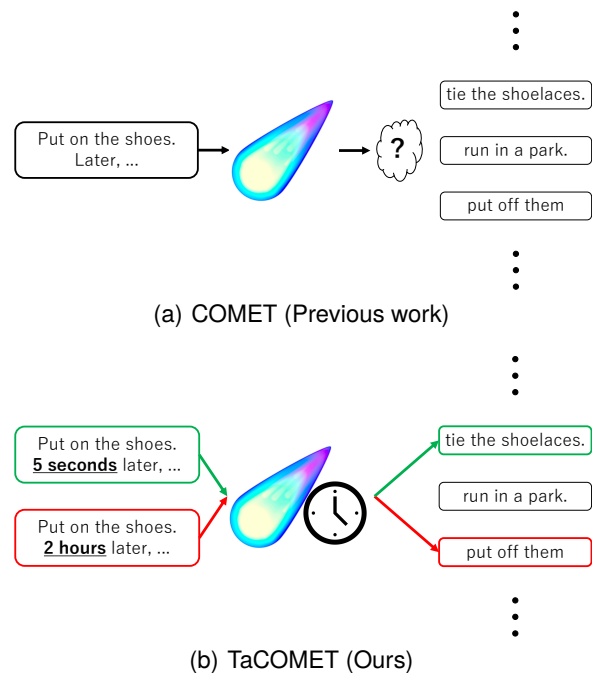 tie the shoelaces.
Put on the shoes.
Later, ...
?
run in a park.
put off them
(a) COMET (Previous work)
Put on the shoes.
5 seconds later, ...
tie the shoelaces.
run in a park.
Put on the shoes.
2 hours later, ...
put off them
(b) TaCOMET (Ours)